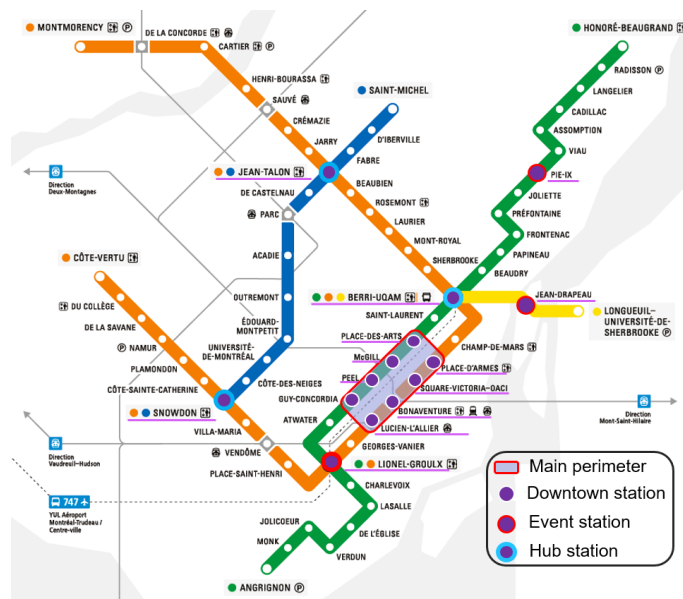 MONTMORENCY P
DE LA CONCORDE
CARTIER P
HENRI-BOURASSA
SAUVÉ
CRÉMAZIE
JARRY
JEAN-TALON
SAINT-MICHEL
D'IBERVILLE
FABRE
BEAUBIEN
DE CASTELNAU
ROSEMONT
PARC
LAURIER
MONT-ROYAL
SHERBROOKE
ACADIE
OUTREMONT
ÉDOUARD-
MONTPETIT
UNIVERSITÉ-
DE-MONTRÉAL
CÔTE-DES-NEIGES
HONORÉ-BEAUGRAND
RADISSON P
LANGELIER
CADILLAC
ASSOMPTION
VIAU
PIE-IX
JOLIETTE
PRÉFONTAINE
FRONTENAC
PAPINEAU
BEAUDRY
BERRI-UQAM
JEAN-DRAPEAU
LONGUEUIL–
UNIVERSITÉ-DE-
SHERBROOKE P
SAINT-LAURENT
PLACE-DES-ARTS
McGILL
PEEL
GUY-CONCORDIA
ATWATER
CHAMP-DE-MARS
PLACE-D'ARMES
SQUARE-VICTORIA-OACI
BONAVENTURE
LUCIEN-L'ALLIER
GEORGES-VANIER
LIONEL-GROULX
CÔTE-VERTU
DU COLLÈGE
DE LA SAVANE
P NAMUR
PLAMONDON
CÔTE-SAINTE-CATHERINE
SNOWDON
VILLA-MARIA
VENDÔME
PLACE-SAINT-HENRI
CHARLEVOIX
LASALLE
DE L'ÉGLISE
VERDUN
JOLICOEUR
MONK
ANGRIGNON P
Direction
Deux-Montagnes
Direction
Mont-Saint-Hilaire
Direction
Vaudreuil–Hudson
747
YUL Aéroport
Montréal-Trudeau /
Centre-ville
Main perimeter
Downtown station
Event station
Hub station